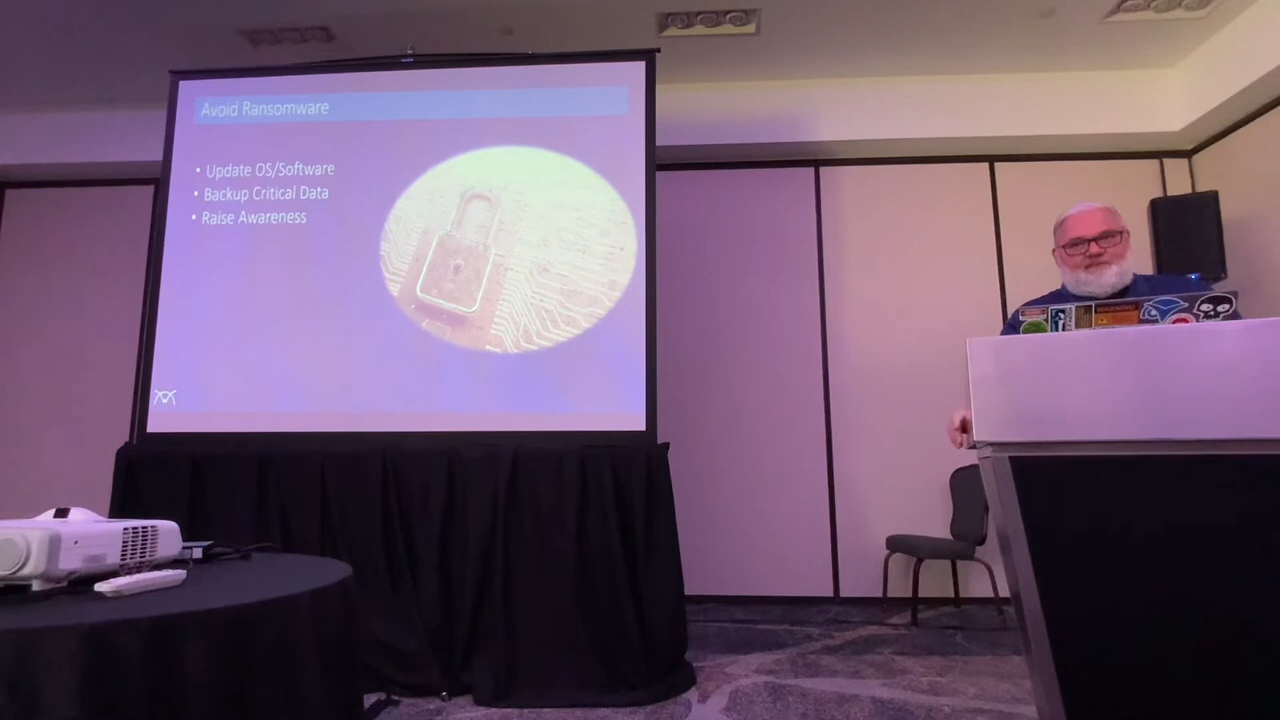 Avoid Ransomware
• Update OS/Software
• Backup Critical Data
• Raise Awareness